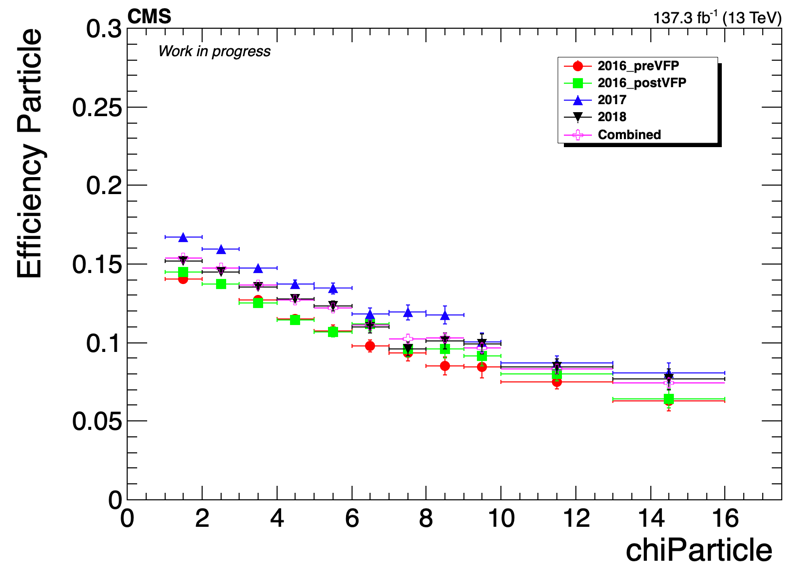 CMS
137.3 fb-1 (13 TeV)
Work in progress
2016_preVFP
2016_postVFP
2017
2018
Combined
Efficiency Particle
0.3
0.25
0.2
0.15
0.1
0.05
0
0 2 4 6 8 10 12 14 16
chiParticle